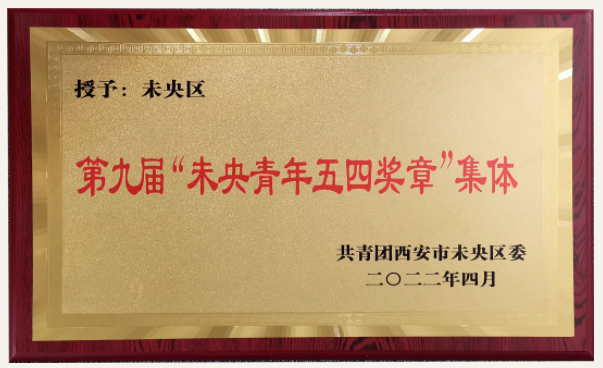 授予：未央区
第九届“未央青年五四奖章”集体
共青团西安市未央区委
二〇二二年四月